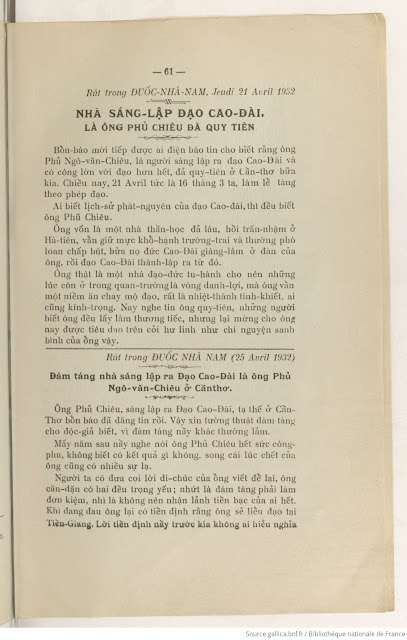 — 61 —
Rút trong ĐUỐC-NHÀ-NAM, Jeudi 21 Avril 1952
NHÀ SÁNG-LẬP ĐẠO CAO-ĐÀI.
LÀ ÔNG PHỦ CHIÊU ĐÃ QUY TIÊN
Bổn-báo mới tiếp được ai điện báo tin cho biết rằng ông
Phủ Ngô-văn-Chiêu, là người sáng lập ra đạo Cao-Đài và
có công lớn với đạo hơn hết, đã quy-tiên ở Cần-thơ bữa
kia. Chiều nay, 21 Avril tức là 16 tháng 3 ta, làm lễ táng
theo phép đạo.
Ai biết lịch-sử phát-nguyên của đạo Cao-đài, thì đều biết
ông Phủ Chiêu.
Ông vốn là một nhà thần-học đã lâu, hồi trấn-nhậm ở
Hà-tiên, vẫn giữ mực khổ-hạnh trường-trai và thường phò
loan chấp bút, bửa nọ đức Cao-Đài giáng-lâm ở đàn của
ông, rồi đạo Cao-Đài thành-lập ra từ đó.
Ông thật là một nhà đạo-đức tu-hành cho nên những
lúc còn ở trong quan-trường là vòng danh-lợi, mà ông vẫn
một niềm ăn chay mộ đạo, rất là nhiệt-thành tinh-khiết, ai
cũng kính-trọng. Nay nghe tin ông quy-tiên, những người
biết ông đều lấy làm thương tiếc, nhưng lại mừng cho ông
nay được tiêu dao trên cõi hư linh như chí nguyện sanh
bình của ông vậy.
Rút trong ĐUỐC NHÀ NAM (25 Avril 1932)
Đám táng nhà sáng lập ra Đạo Cao-Đài là ông Phủ
Ngô-văn-Chiêu ở Cầnthơ.
Ông Phủ Chiêu, sáng lập ra Đạo Cao-Đài, tạ thế ở Cần-
Thơ bổn báo đã đăng tin rồi. Vậy xin tường thuật đám táng
cho độc-giả biết, vì đám táng nầy khác thường lắm.
Mấy năm sau nầy nghe nói ông Phủ Chiêu hết sức công-
phu, không biết có kết quả gì không. song cái lúc chết của
ông cũng có nhiều sự lạ.
Người ta có đưa coi lời di-chúc của ông viết để lại, ông
căn-dặn có hai đều trọng yếu; nhứt là đám táng phải làm
đơn kiệm, nhì là không nên nhận lãnh tiền bạc của ai hết.
Khi đang đau ông lại có tiền định rằng ông sẽ liễu đạo tại
Tiền-Giang. Lời tiền định nầy trước kia không ai hiểu nghĩa
Source gallica.bnf.fr / Bibliothèque nationale de France